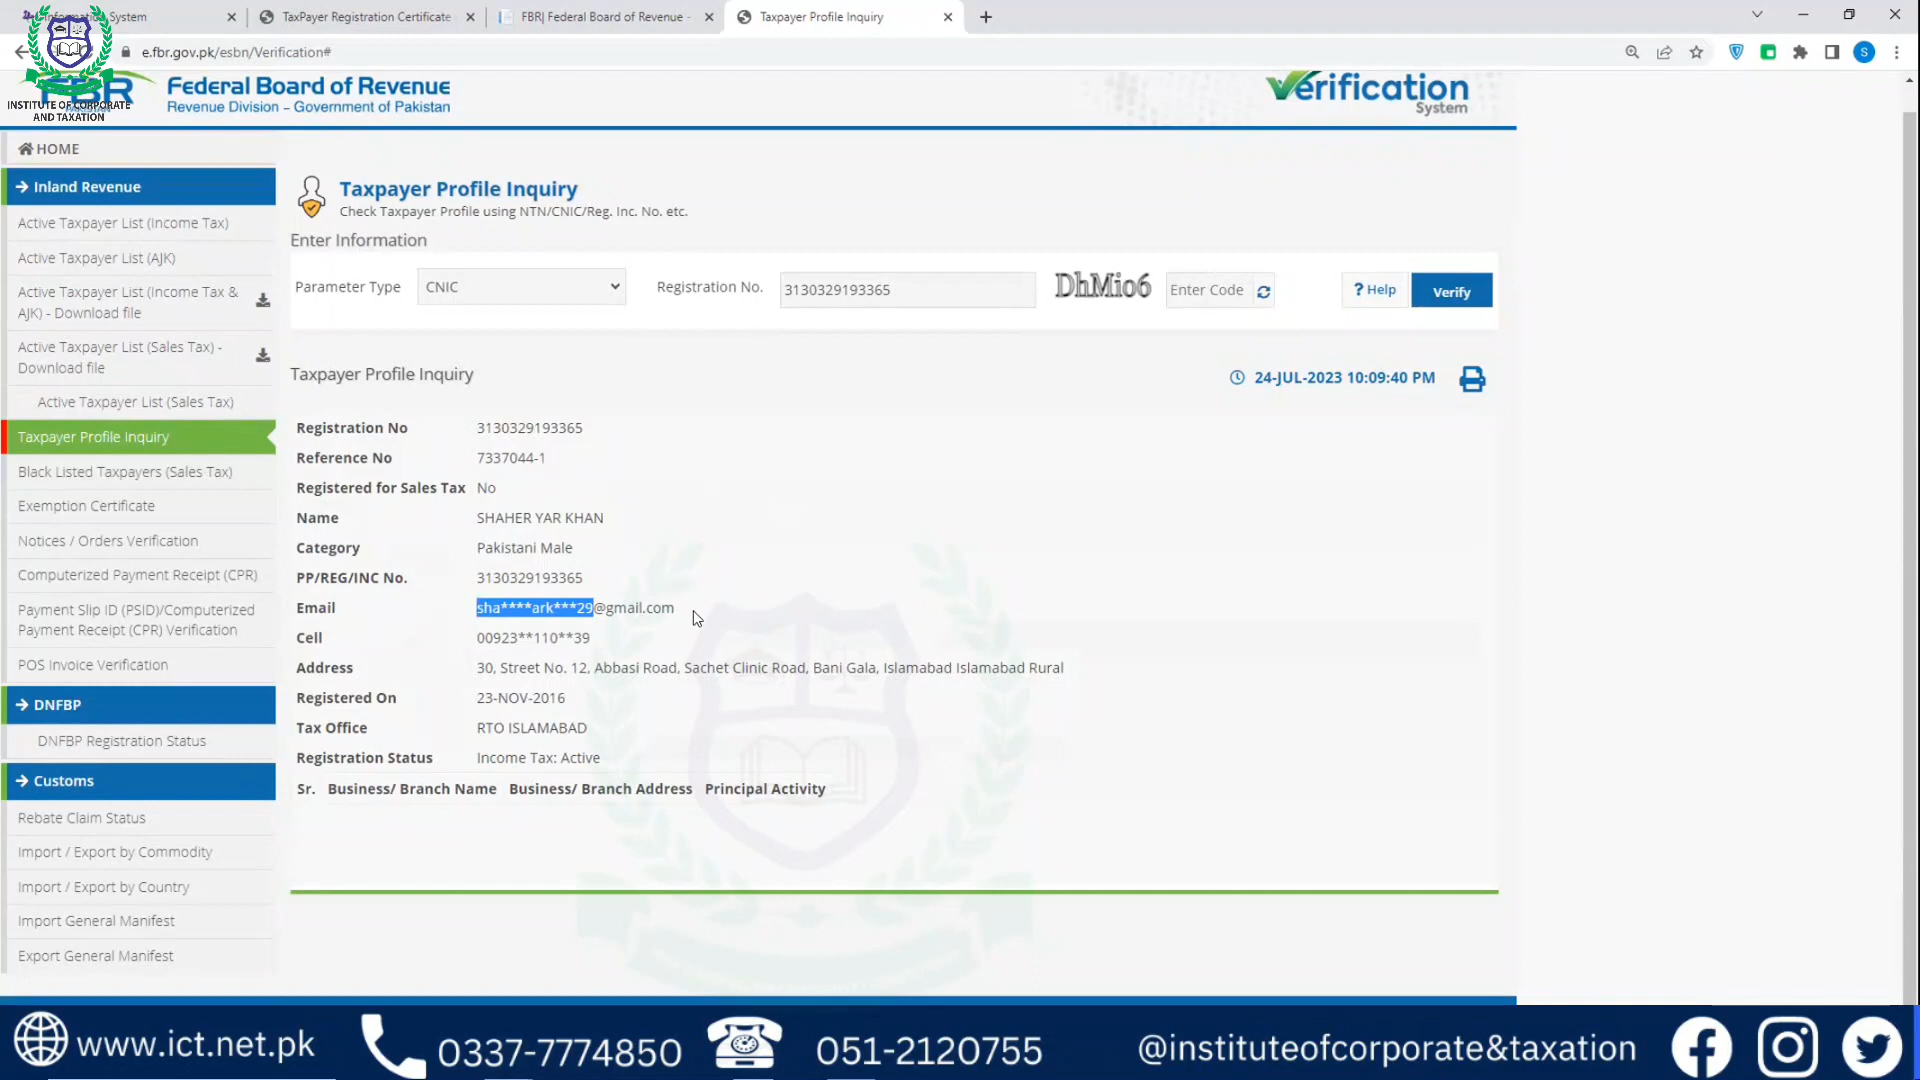 Information System
TaxPayer Registration Certificate
FBR| Federal Board of Revenue -
Taxpayer Profile Inquiry
e.fbr.gov.pk/esbn/Verification#
S
INSTITUTE OF CORPORATE
AND TAXATION
FBR
Federal Board of Revenue
Revenue Division – Government of Pakistan
Verification
System
HOME
Inland Revenue
Active Taxpayer List (Income Tax)
Active Taxpayer List (AJK)
Active Taxpayer List (Income Tax &
AJK) - Download file
Active Taxpayer List (Sales Tax) -
Download file
Active Taxpayer List (Sales Tax)
Taxpayer Profile Inquiry
Black Listed Taxpayers (Sales Tax)
Exemption Certificate
Notices / Orders Verification
Computerized Payment Receipt (CPR)
Payment Slip ID (PSID)/Computerized
Payment Receipt (CPR) Verification
POS Invoice Verification
DNFBP
DNFBP Registration Status
Customs
Rebate Claim Status
Import / Export by Commodity
Import / Export by Country
Import General Manifest
Export General Manifest
Taxpayer Profile Inquiry
Check Taxpayer Profile using NTN/CNIC/Reg. Inc. No. etc.
Enter Information
Parameter Type CNIC Registration No. 3130329193365 DhMio6 Enter Code ? Help Verify
Taxpayer Profile Inquiry
24-JUL-2023 10:09:40 PM
Registration No 3130329193365
Reference No 7337044-1
Registered for Sales Tax No
Name SHAHER YAR KHAN
Category Pakistani Male
PP/REG/INC No. 3130329193365
Email sha****ark***29@gmail.com
Cell 00923**110**39
Address 30, Street No. 12, Abbasi Road, Sachet Clinic Road, Bani Gala, Islamabad Islamabad Rural
Registered On 23-NOV-2016
Tax Office RTO ISLAMABAD
Registration Status Income Tax: Active
Sr. Business/ Branch Name Business/ Branch Address Principal Activity
www.ict.net.pk 0337-7774850 051-2120755 @instituteofcorporate&taxation